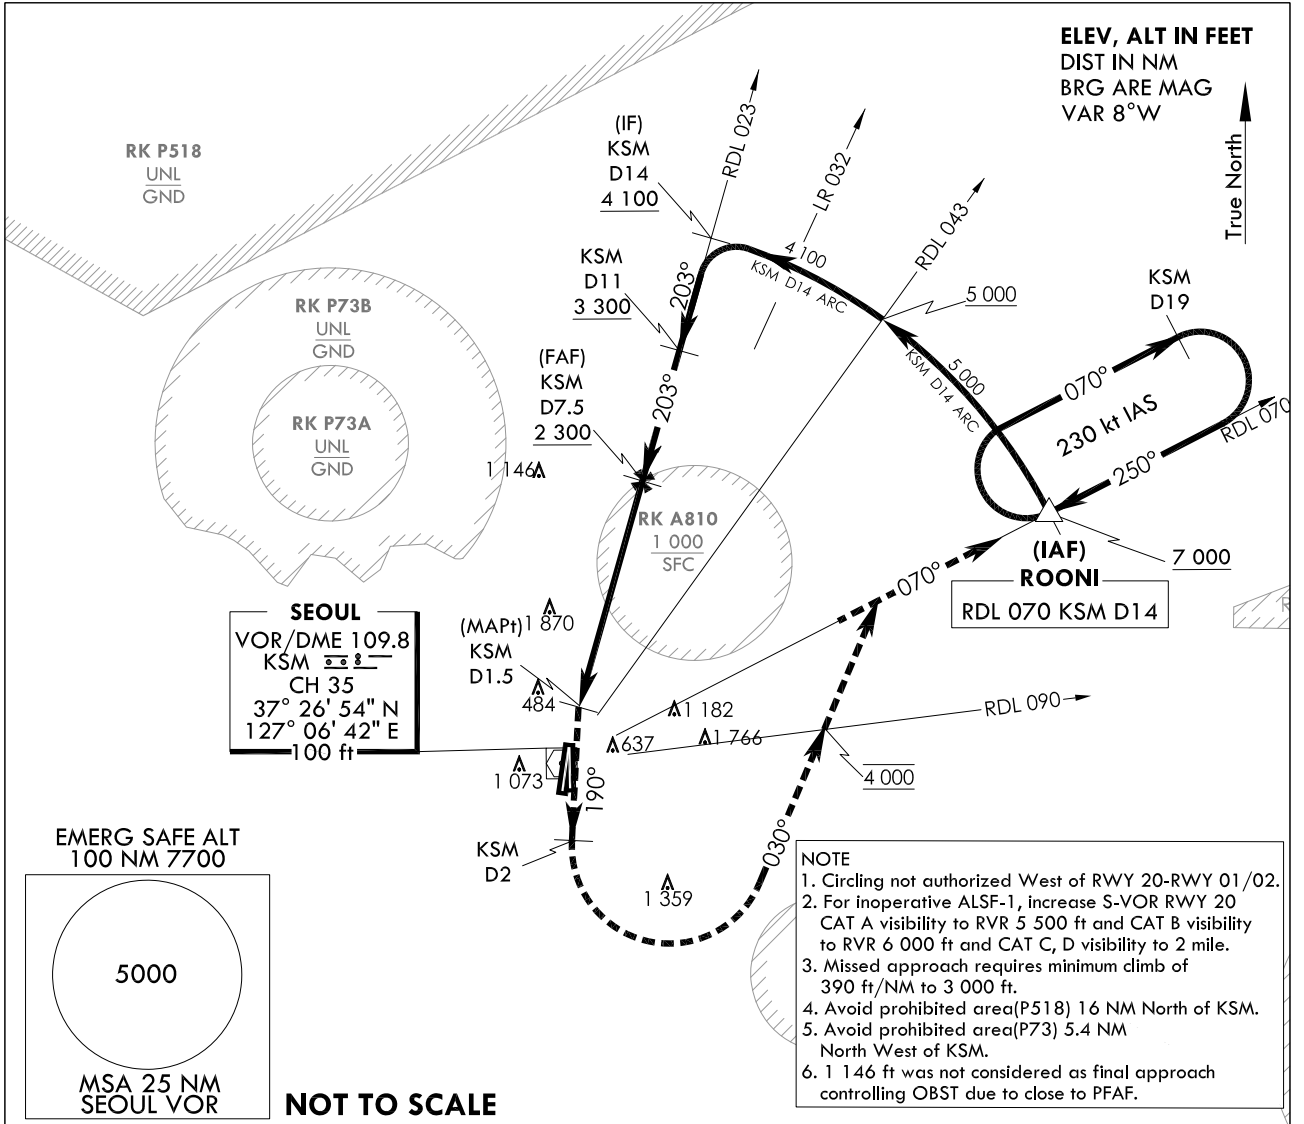 ELEV, ALT IN FEET
DIST IN NM
BRG ARE MAG
VAR 8°W
True North
RK P518
UNL
GND
(IF)
KSM
D14
4 100
RDL 023
LR 032
RDL 043
4 100
KSM D14 ARC
5 000
KSM
D19
KSM
D11
3 300
203°
RK P73B
UNL
GND
(FAF)
KSM
D7.5
2 300
203°
5 000
KSM D14 ARC
070°
230 kt IAS
RDL 070
250°
RK P73A
UNL
GND
1 146
RK A810
1 000
SFC
070°
(IAF)
ROONI
RDL 070 KSM D14
7 000
R
SEOUL
VOR/DME 109.8
KSM
CH 35
37° 26' 54" N
127° 06' 42" E
100 ft
1 870
(MAPt)
KSM
D1.5
484
1 182
637
1 766
RDL 090
1 073
190°
4 000
KSM
D2
030°
1 359
EMERG SAFE ALT
100 NM 7700
5000
MSA 25 NM
SEOUL VOR
NOT TO SCALE
NOTE
1. Circling not authorized West of RWY 20-RWY 01/02.
2. For inoperative ALSF-1, increase S-VOR RWY 20
CAT A visibility to RVR 5 500 ft and CAT B visibility
to RVR 6 000 ft and CAT C, D visibility to 2 mile.
3. Missed approach requires minimum climb of
390 ft/NM to 3 000 ft.
4. Avoid prohibited area(P518) 16 NM North of KSM.
5. Avoid prohibited area(P73) 5.4 NM
North West of KSM.
6. 1 146 ft was not considered as final approach
controlling OBST due to close to PFAF.